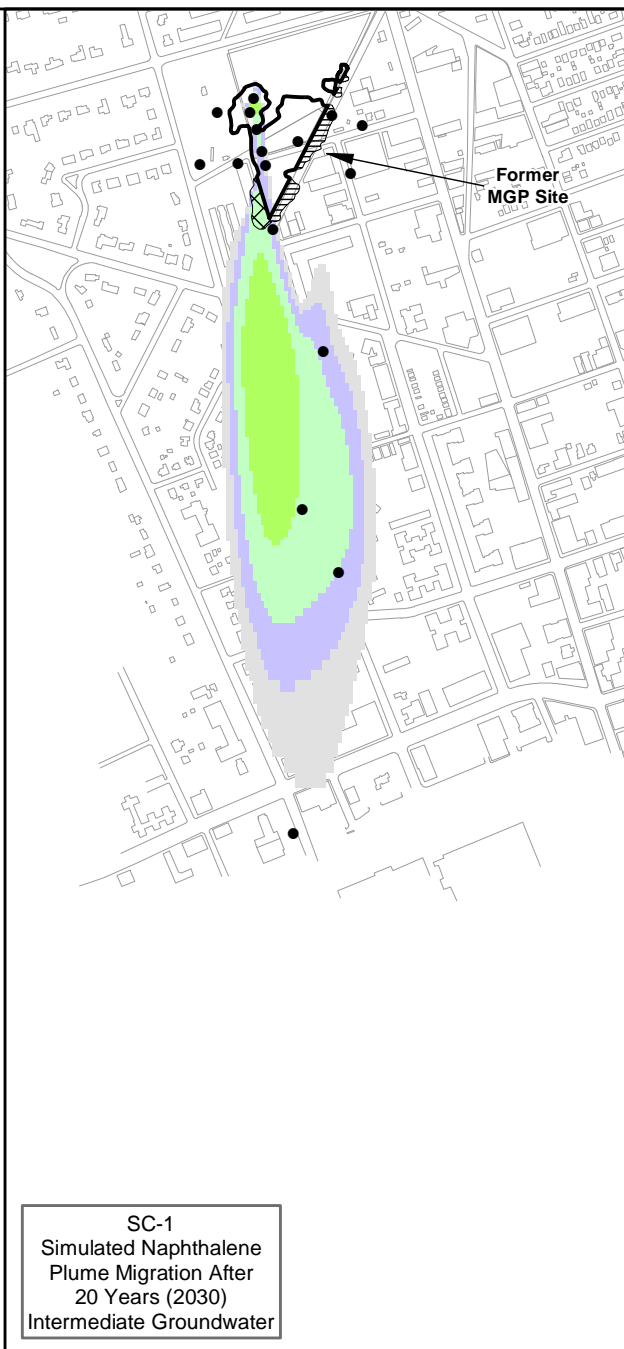 Former
MGP Site
SC-1
Simulated Naphthalene
Plume Migration After
20 Years (2030)
Intermediate Groundwater